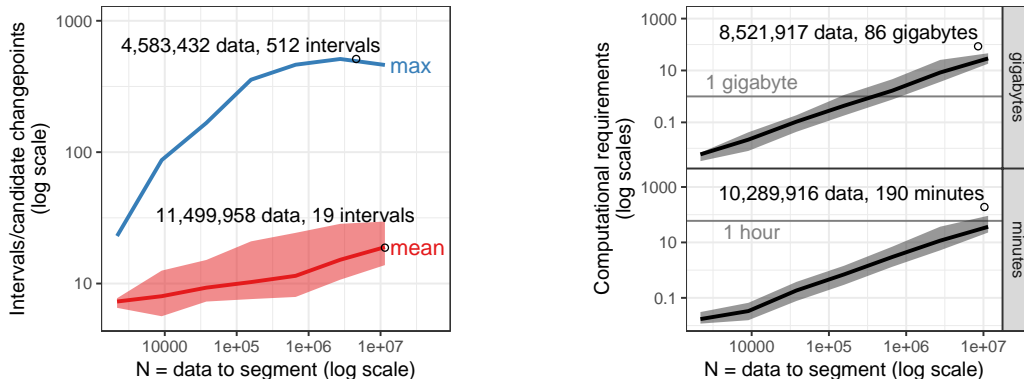 Intervals/candidate changepoints
(log scale)
1000
100
10
4,583,432 data, 512 intervals
max
11,499,958 data, 19 intervals
mean
10000
1e+05
1e+06
1e+07
N = data to segment (log scale)
Computational requirements
(log scales)
1000
10
0.1
8,521,917 data, 86 gigabytes
1 gigabyte
gigabytes
1000
10
0.1
10,289,916 data, 190 minutes
1 hour
minutes
10000
1e+05
1e+06
1e+07
N = data to segment (log scale)